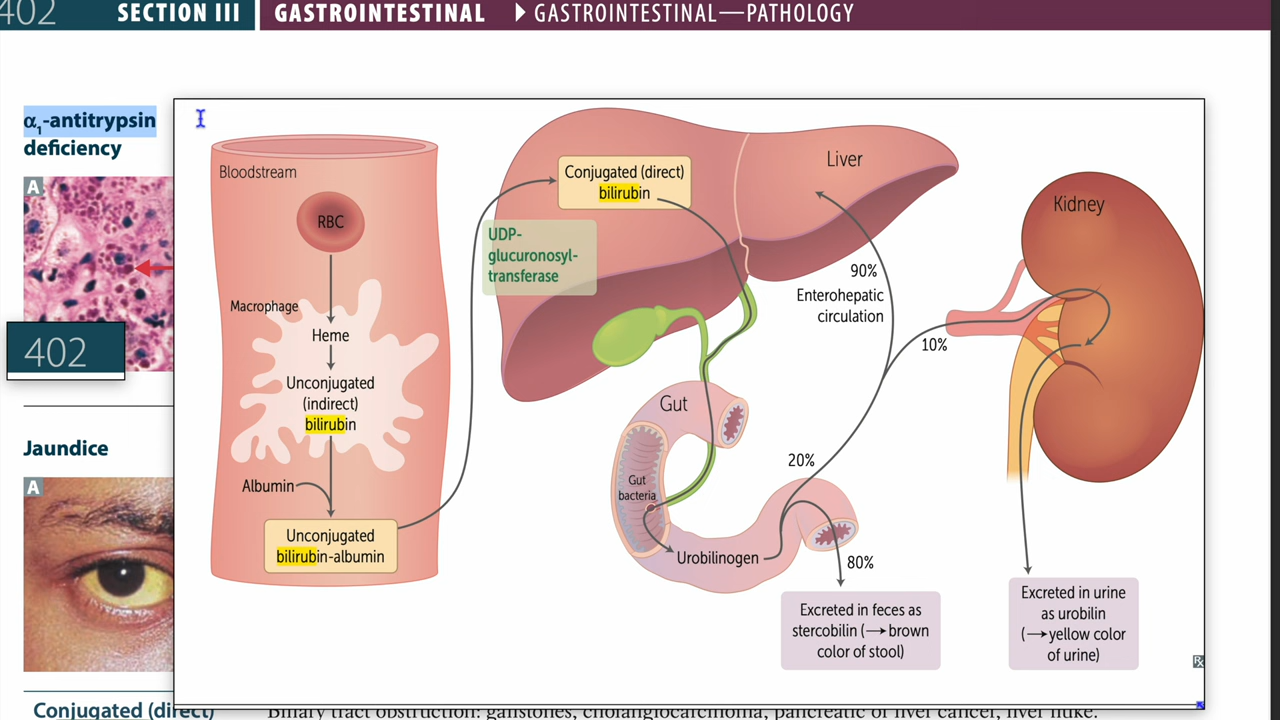 402 SECTION III GASTROINTESTINAL ▶ GASTROINTESTINAL—PATHOLOGY
α1-antitrypsin
deficiency
A
402
Jaundice
A
Bloodstream
RBC
Macrophage
Heme
Unconjugated
(indirect)
bilirubin
Albumin
Unconjugated
bilirubin-albumin
Conjugated (direct)
bilirubin
UDP-
glucuronosyl-
transferase
Liver
90%
Enterohepatic
circulation
10%
Kidney
Gut
Gut
bacteria
20%
Urobilinogen
80%
Excreted in feces as
stercobilin (→brown
color of stool)
Excreted in urine
as urobilin
(→yellow color
of urine)
Rx
Conjugated (direct) Biliary tract obstruction: gallstones, cholangiocarcinoma, pancreatic or liver cancer, liver fluke.